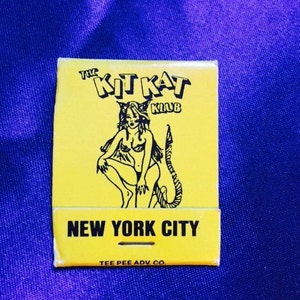 THE
KIT KAT
KLUB
NEW YORK CITY
TEE PEE ADV. CO.